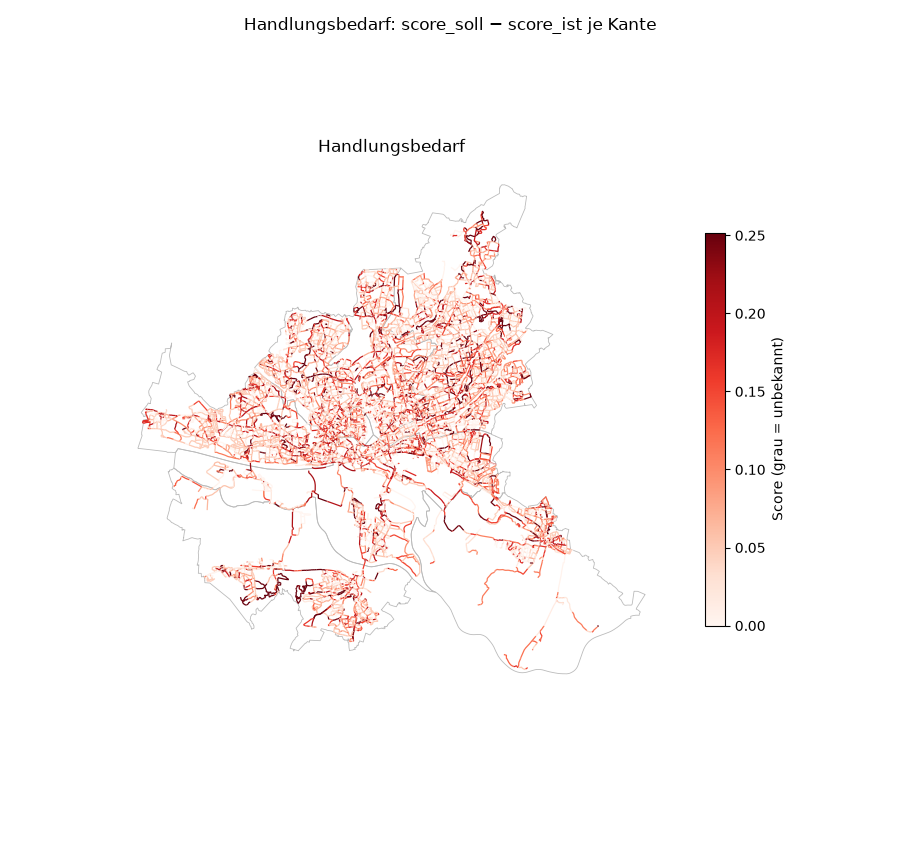 Handlungsbedarf: score_soll − score_ist je Kante
Handlungsbedarf
0.25
0.20
0.15
0.10
0.05
0.00
Score (grau = unbekannt)